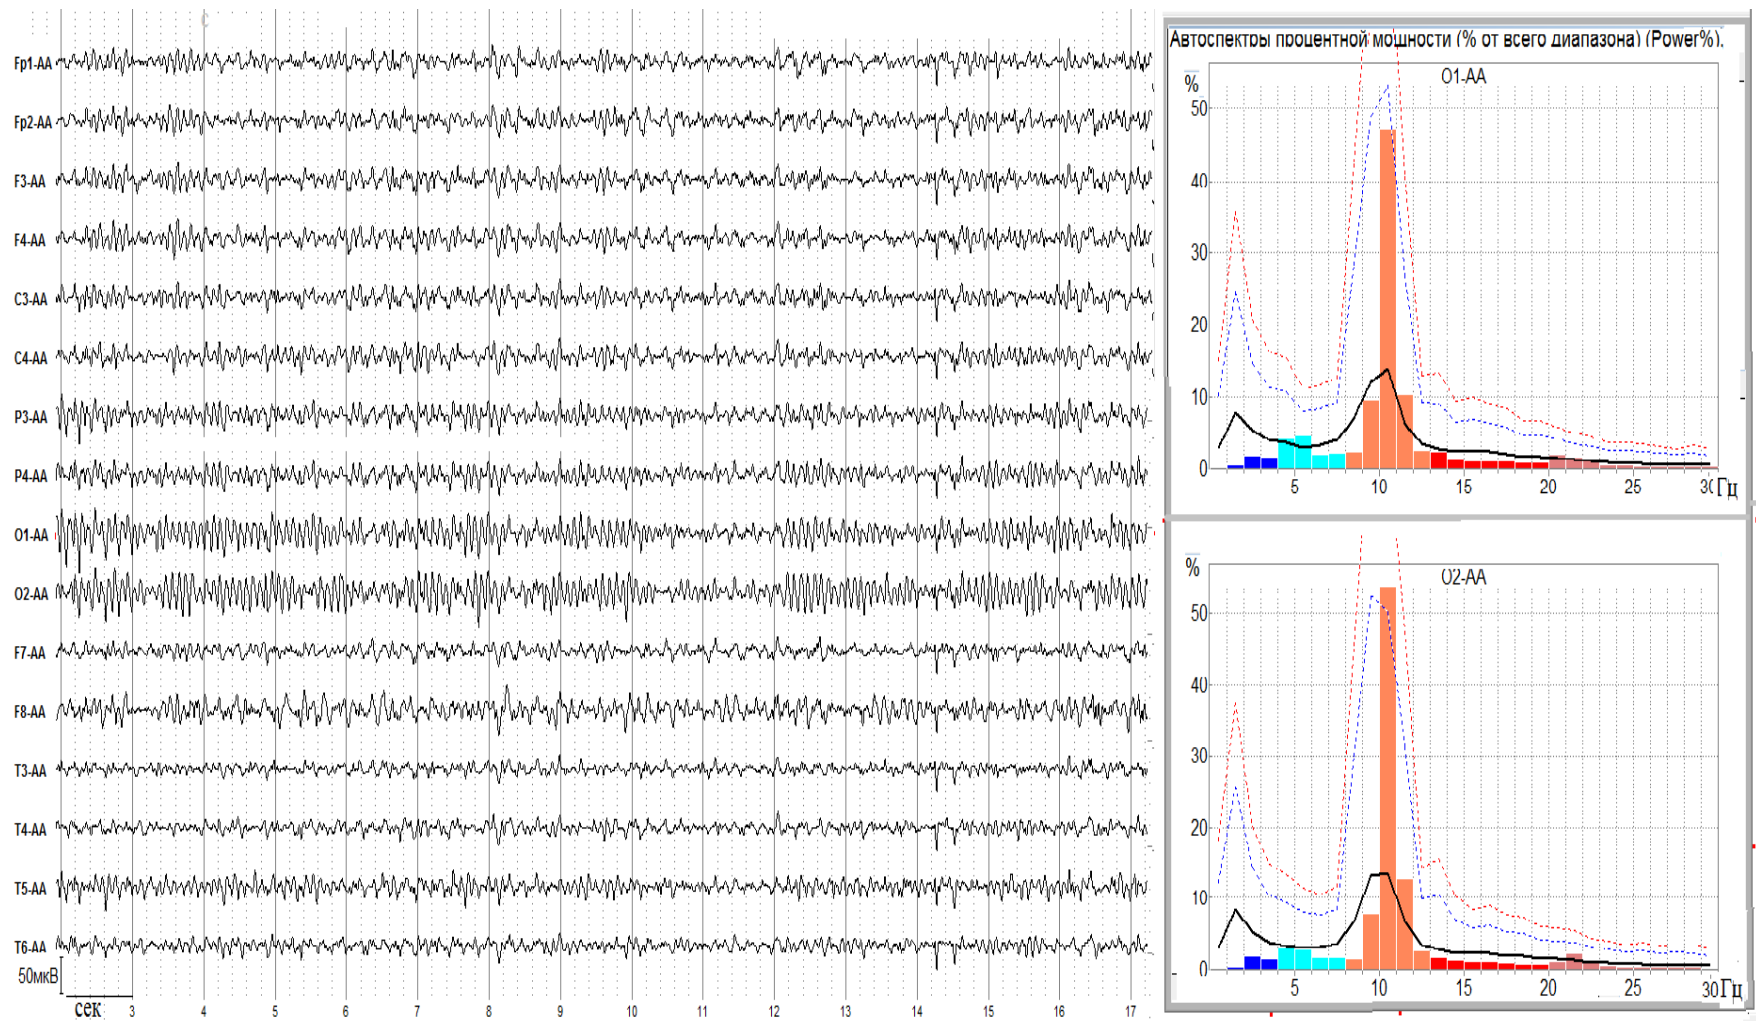 с
Fp1-AA
Fp2-AA
F3-AA
F4-AA
C3-AA
C4-AA
P3-AA
P4-AA
O1-AA
O2-AA
F7-AA
F8-AA
T3-AA
T4-AA
T5-AA
T6-AA
50мкВ
сек 3 4 5 6 7 8 9 10 11 12 13 14 15 16 17
Автоспектры процентной мощности (% от всего диапазона) (Power%),
%
O1-AA
50
40
30
20
10
0
5 10 15 20 25 30 Гц
%
O2-AA
50
40
30
20
10
0
5 10 15 20 25 30 Гц